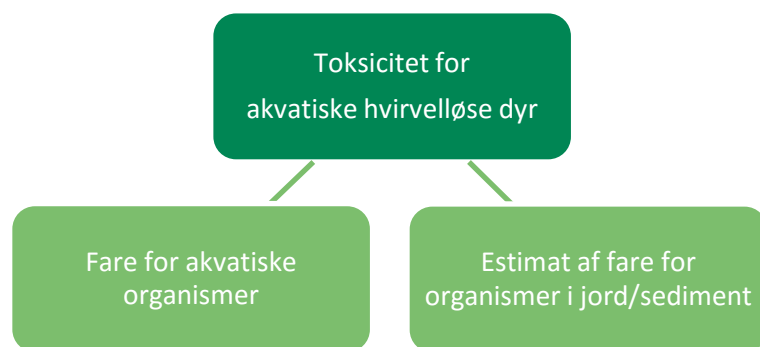 Toksicitet for
akvatiske hvirvelløse dyr
Fare for akvatiske
organismer
Estimat af fare for
organismer i jord/sediment